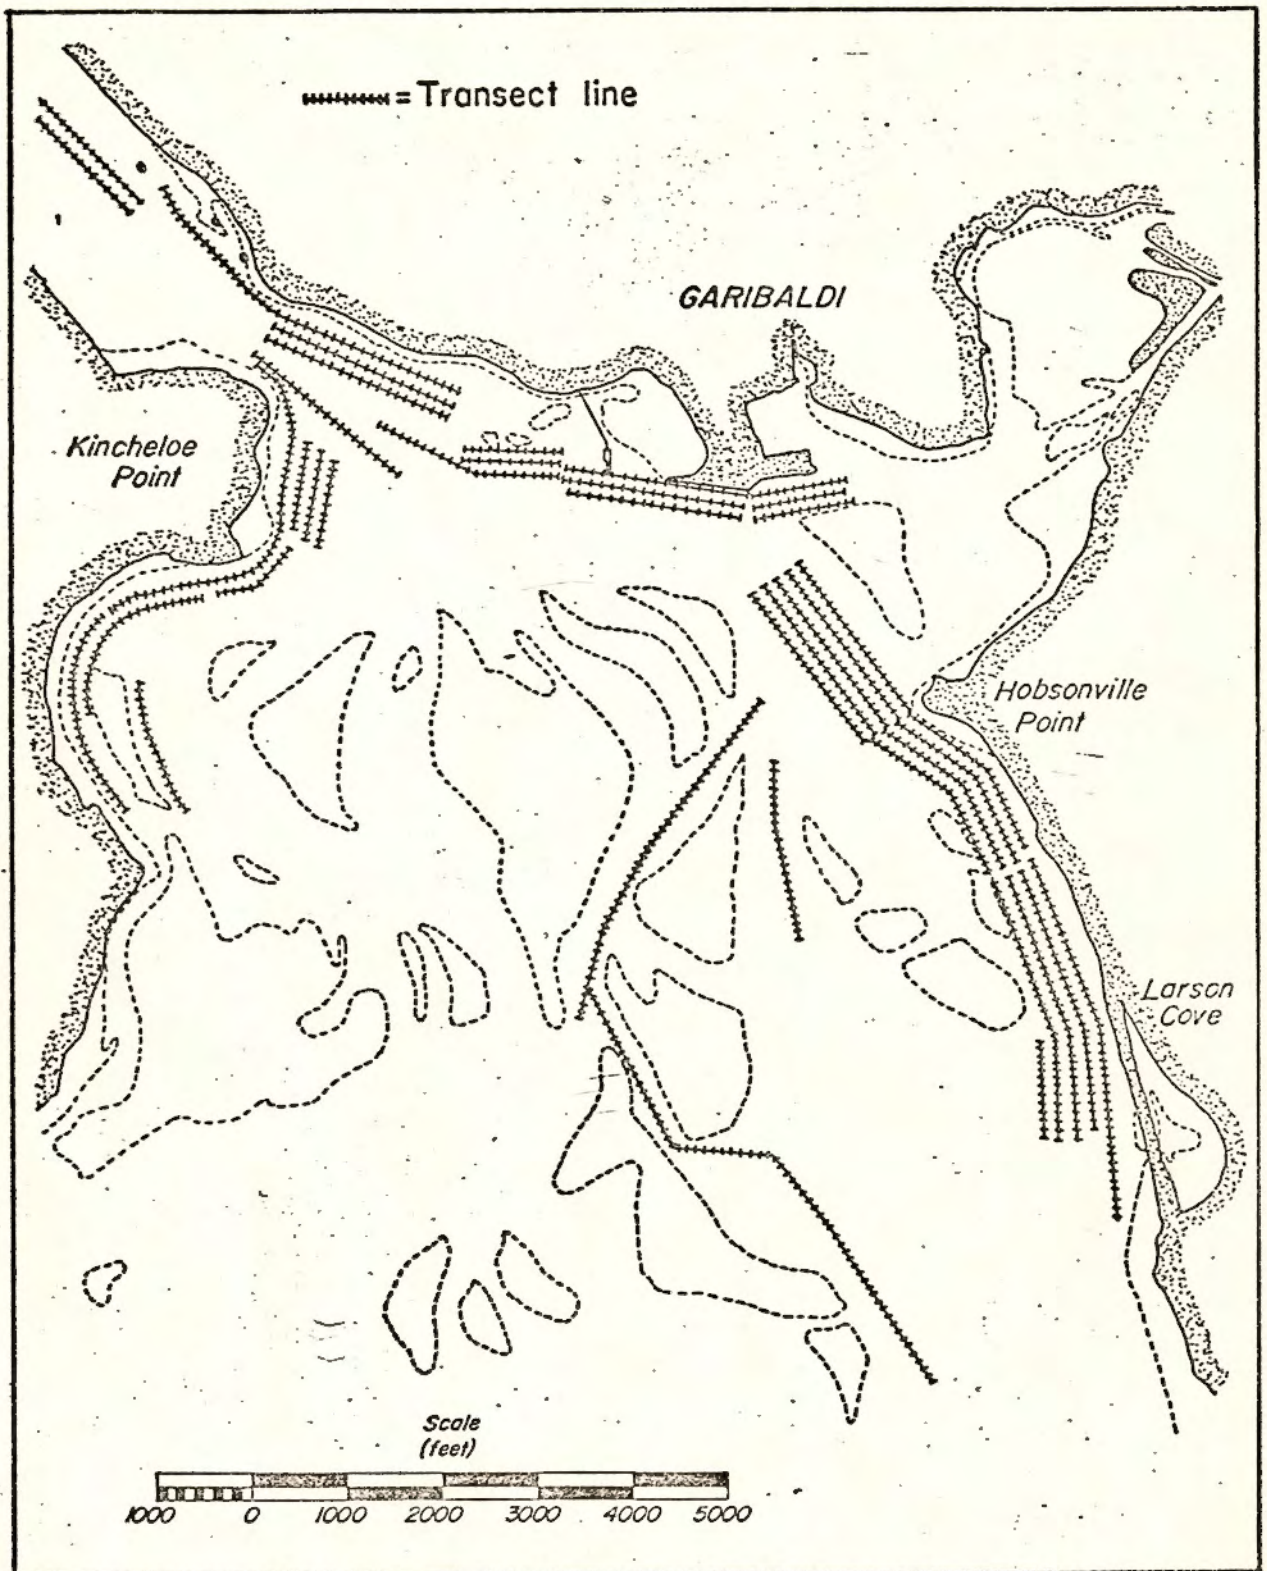 = Transect line
GARIBALDI
Kincheloe
Point
Hobsonville
Point
Larson
Cove
Scale
(feet)
1000 0 1000 2000 3000 4000 5000